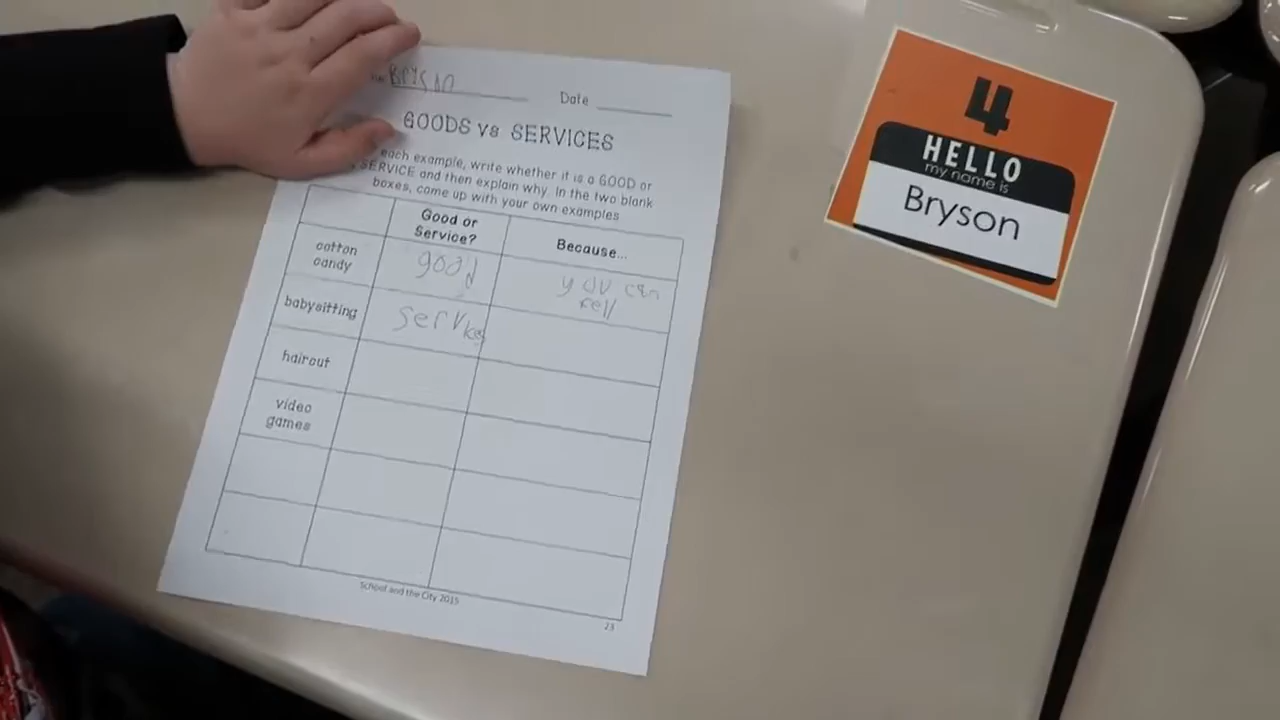 Bryson
Date
GOODS vs SERVICES
each example, write whether it is a GOOD or
SERVICE and then explain why. In the two blank
boxes, come up with your own examples
Good or
Service?
Because...
cotton
candy
good
you can
babysitting
haircut
video
games
School and the City 2015
23
4
HELLO
my name is
Bryson